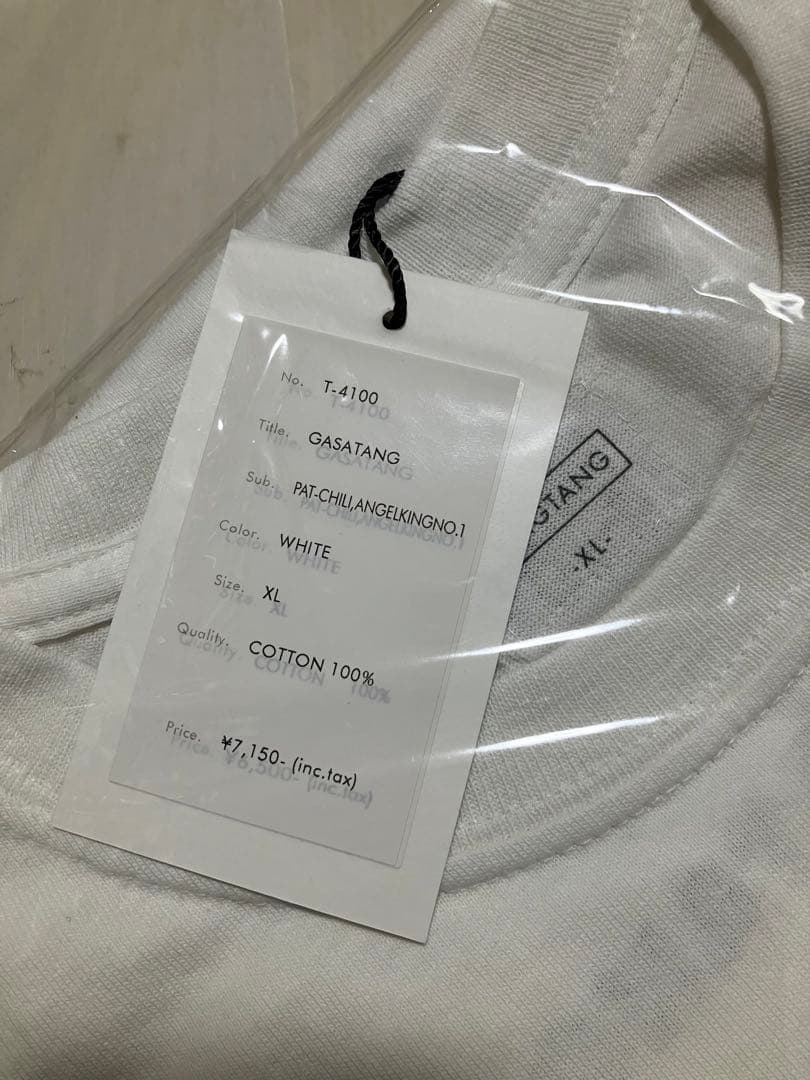 No. T-4100
Title. GASATANG
Sub. PAT-CHILI,ANGELKINGNO.1
Color. WHITE
Size. XL
Quality. COTTON 100%
Price. ¥7,150- (inc.tax)
GTANG
-XL-